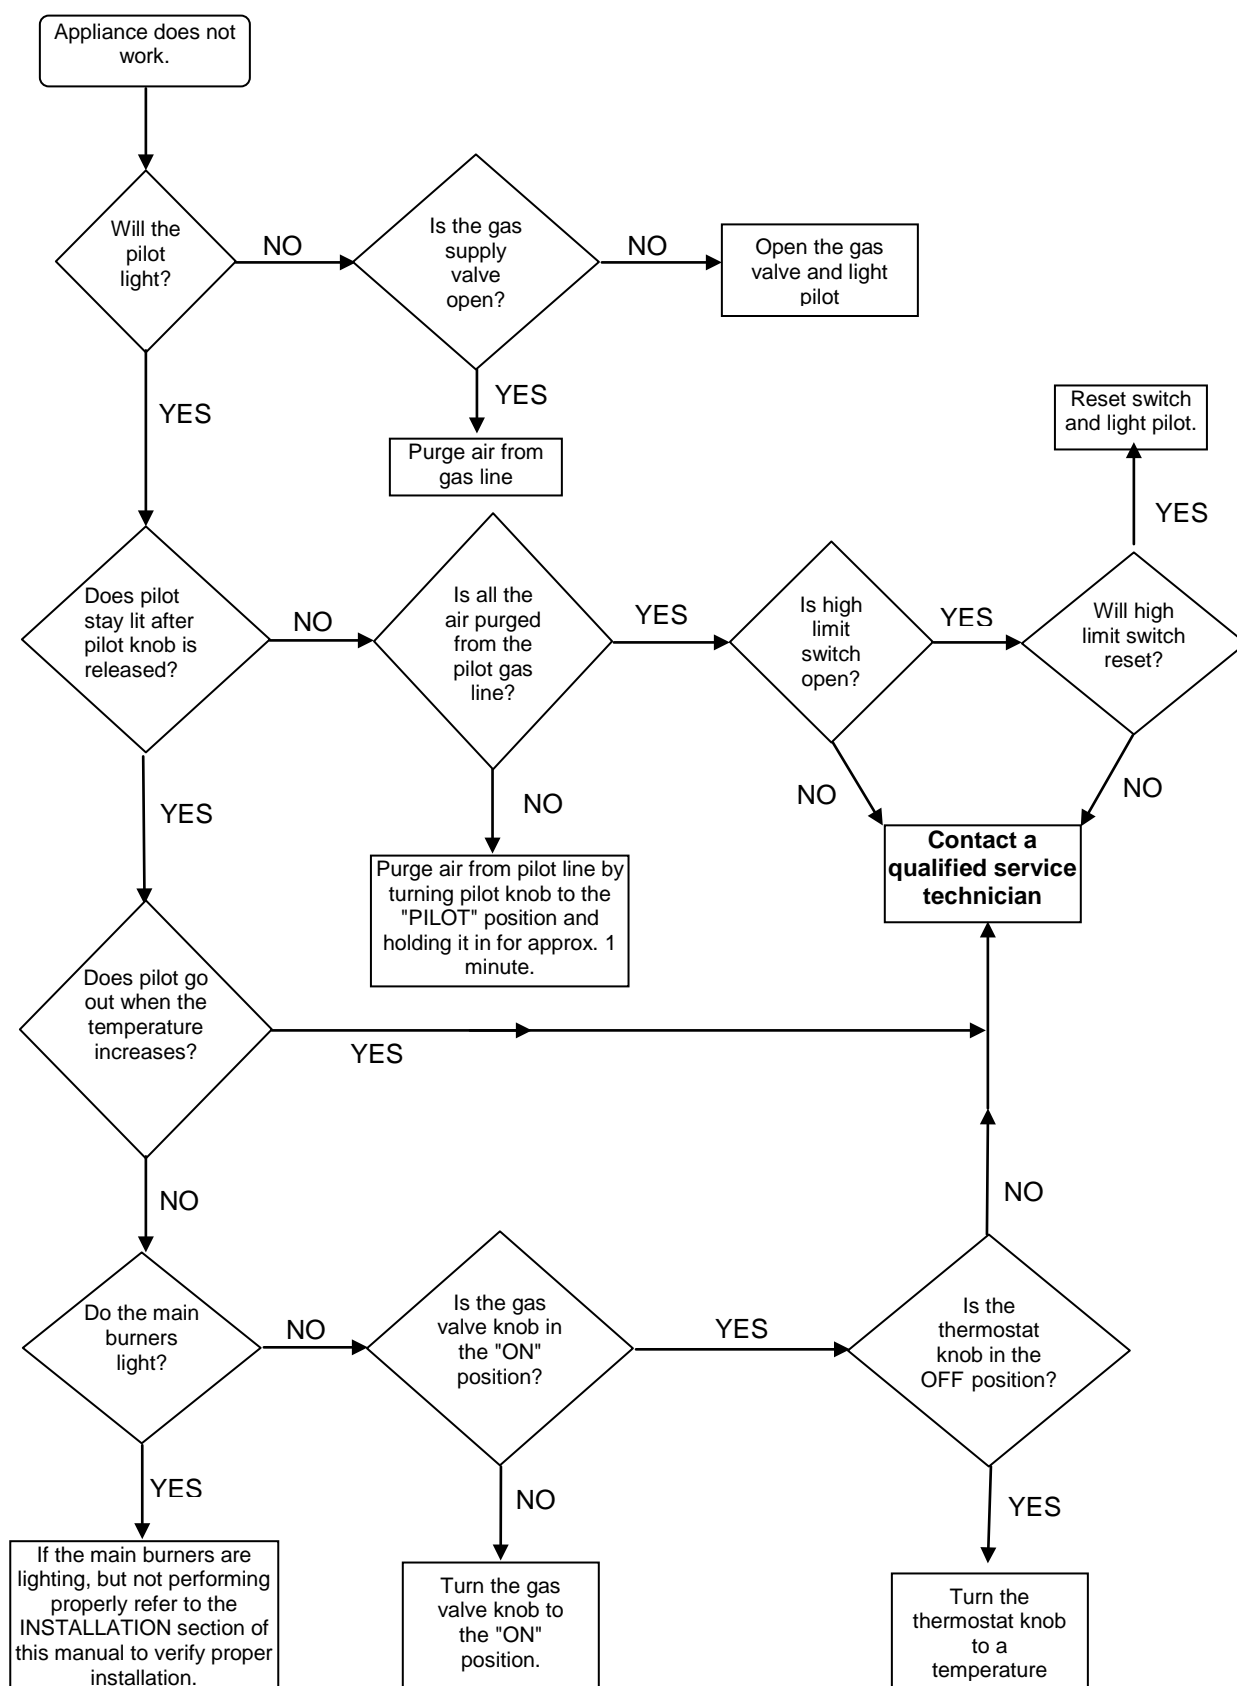 Appliance does not
work.
Will the
pilot
light?
NO
Is the gas
supply
valve
open?
NO
Open the gas
valve and light
pilot
YES
YES
Purge air from
gas line
Reset switch
and light pilot.
YES
Does pilot
stay lit after
pilot knob is
released?
NO
Is all the
air purged
from the
pilot gas
line?
YES
Is high
limit
switch
open?
YES
Will high
limit switch
reset?
YES
NO
NO
NO
Purge air from pilot line by
turning pilot knob to the
"PILOT" position and
holding it in for approx. 1
minute.
Contact a
qualified service
technician
Does pilot go
out when the
temperature
increases?
YES
NO
NO
Do the main
burners
light?
NO
Is the gas
valve knob in
the "ON"
position?
YES
Is the
thermostat
knob in the
OFF position?
YES
NO
YES
If the main burners are
lighting, but not performing
properly refer to the
INSTALLATION section of
this manual to verify proper
installation.
Turn the gas
valve knob to
the "ON"
position.
Turn the
thermostat knob
to a
temperature